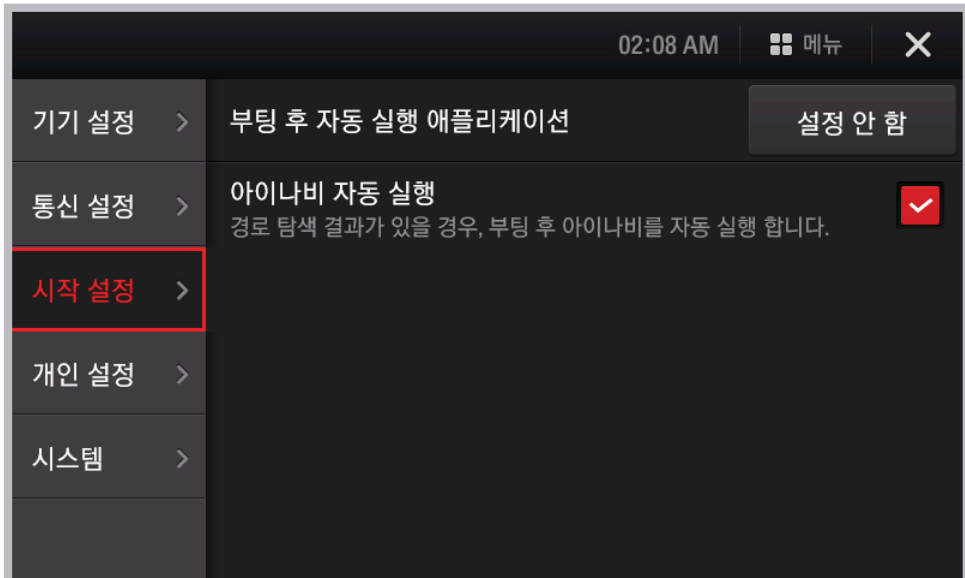 02:08 AM 메뉴
기기 설정
부팅 후 자동 실행 애플리케이션
설정 안 함
통신 설정
아이나비 자동 실행
경로 탐색 결과가 있을 경우, 부팅 후 아이나비를 자동 실행 합니다.
시작 설정
개인 설정
시스템